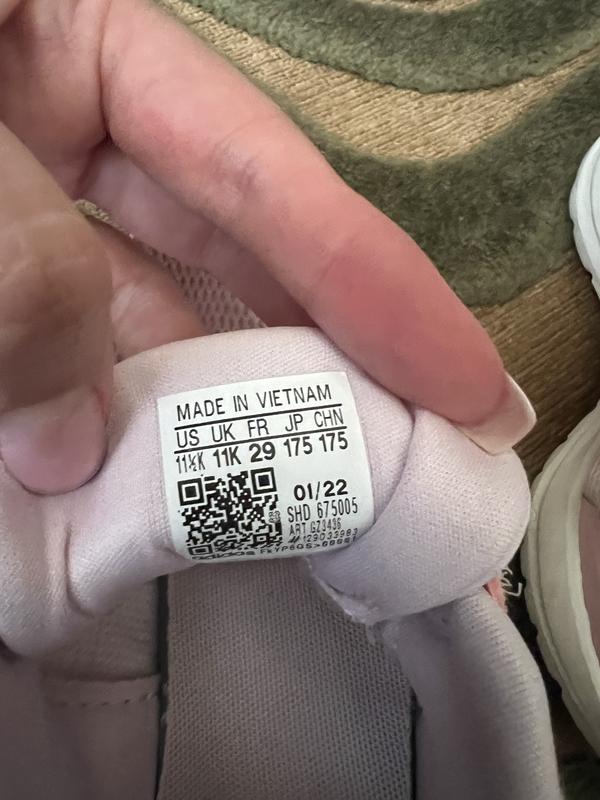 MADE IN VIETNAM
US UK FR JP CHN
11½K 11K 29 175 175
01/22
SHD 675005
ART GZ3436
adidas